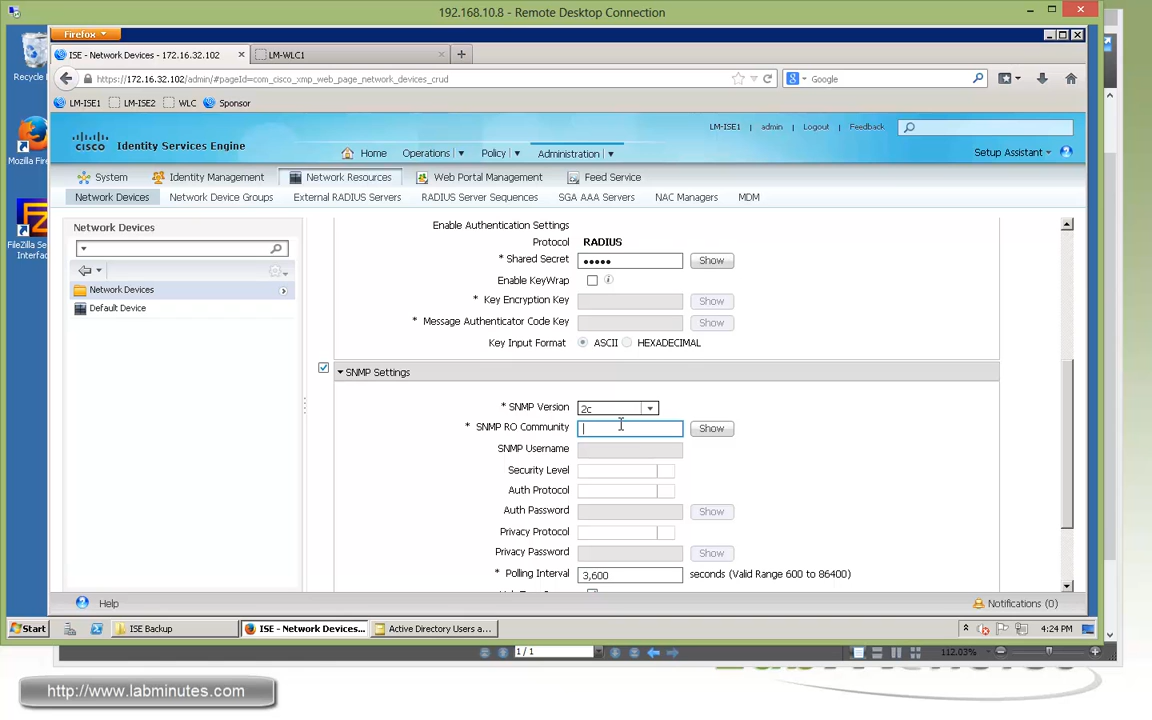 192.168.10.8 - Remote Desktop Connection
Recycle
Mozilla Fire
FileZilla Se
Interfac
Firefox
ISE - Network Devices - 172.16.32.102
LM-WLC1
https://172.16.32.102/admin/#pageId=com_cisco_xmp_web_page_network_devices_crud
Google
LM-ISE1
LM-ISE2
WLC
Sponsor
CISCO Identity Services Engine
LM-ISE1 | admin | Logout | Feedback
Home
Operations
Policy
Administration
Setup Assistant
System
Identity Management
Network Resources
Web Portal Management
Feed Service
Network Devices
Network Device Groups
External RADIUS Servers
RADIUS Server Sequences
SGA AAA Servers
NAC Managers
MDM
Network Devices
Network Devices
Default Device
Enable Authentication Settings
Protocol RADIUS
* Shared Secret ••••• Show
Enable KeyWrap
* Key Encryption Key Show
* Message Authenticator Code Key Show
Key Input Format ASCII HEXADECIMAL
SNMP Settings
* SNMP Version 2c
* SNMP RO Community Show
SNMP Username
Security Level
Auth Protocol
Auth Password Show
Privacy Protocol
Privacy Password Show
* Polling Interval 3,600 seconds (Valid Range 600 to 86400)
Help
Notifications (0)
Start
ISE Backup
ISE - Network Devices...
Active Directory Users a...
4:24 PM
1 / 1
112.03%
http://www.labminutes.com